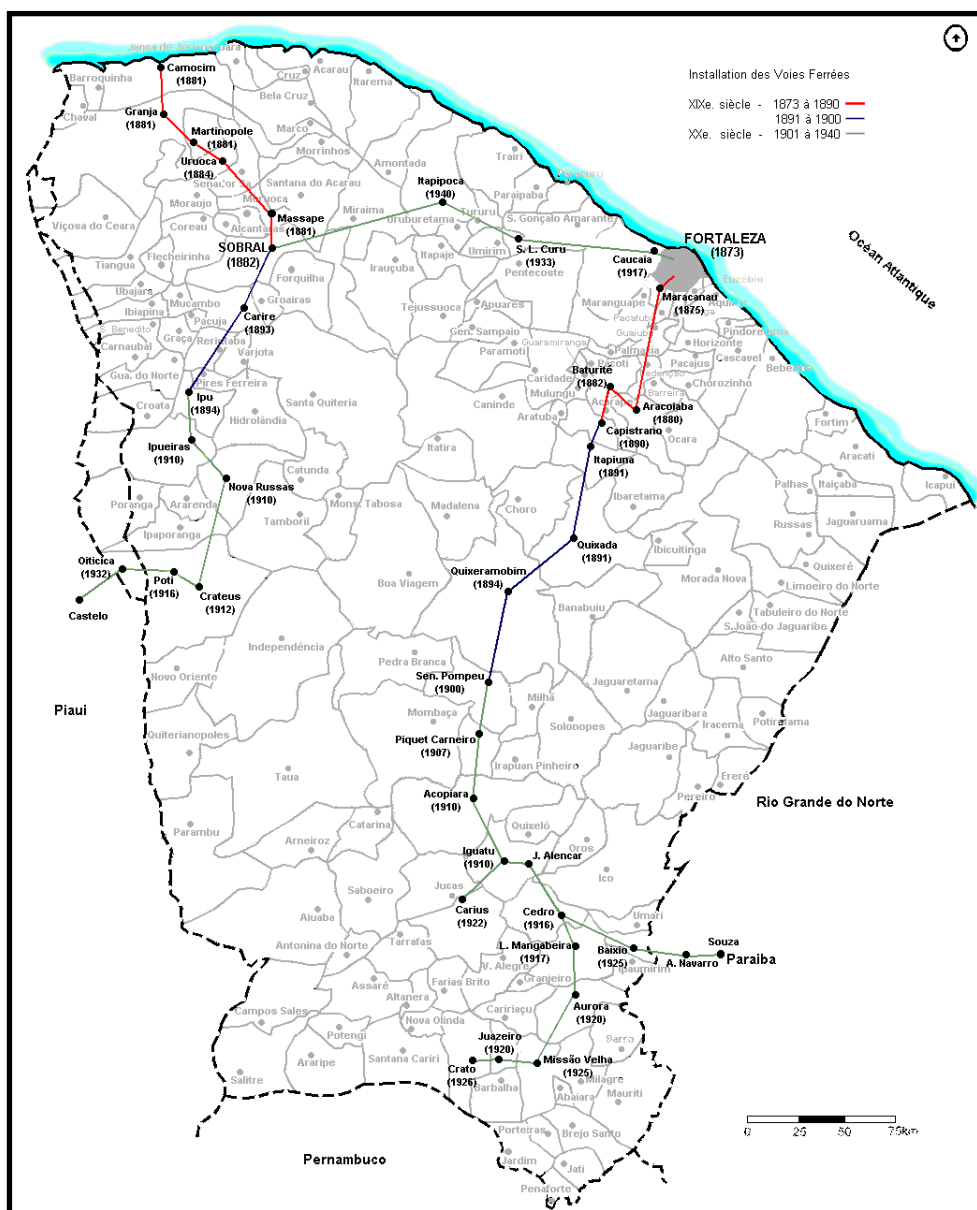 Installation des Voies Ferrées
XIXe. siècle - 1873 à 1890
1891 à 1900
XXe. siècle - 1901 à 1940
Camocim
(1881)
Barroquinha
Chaval
Cruz
Acarau
Itarema
Bela Cruz
Granja
(1881)
Marco
Martinopole
(1881)
Morrinhos
Uruoca
(1884)
Senador Sa
Santana do Acarau
Amontada
Trairi
Paraipaba
Itapipoca
(1940)
Moraujo
Massape
(1881)
Miraima
Uruburetama
Tururu
S. Gonçalo Amarante
Viçosa do Ceara
Coreau
Alcantaras
SOBRAL
(1882)
Umirim
S. L. Curu
(1933)
FORTALEZA
(1873)
Caucaia
(1917)
Océan Atlantique
Tiangua
Flecheirinha
Forquilha
Irauçuba
Itapaje
Pentecoste
Euzébio
Ubajara
Ibiapina
Mucambo
Groairas
Tejussuoca
Apuares
Maranguape
Maracanau
(1875)
S. Benedito
Pacuja
Carire
(1893)
Gen. Sampaio
Pacatuba
Guaiuba
Pindoretama
Carnaubal
Graça
Reriutaba
Varjota
Paramoti
Guaramiranga
Palmacia
Horizonte
Cascavel
Gua. do Norte
Pires Ferreira
Caridade
Pacoti
Pacajus
Baturité
(1882)
Mulungu
Chorozinho
Barreira
Acarape
Ipu
(1894)
Santa Quiteria
Caninde
Aratuba
Aracoiaba
(1880)
Croata
Hidrolândia
Capistrano
(1890)
Ocara
Fortim
Ipueiras
(1910)
Itatira
Itapiuna
(1891)
Aracati
Catunda
Nova Russas
(1910)
Mons. Tabosa
Madalena
Choro
Ibaretama
Palhas
Itaiçaba
Icapui
Poranga
Ararenda
Tamboril
Russas
Jaguaruama
Ipaporanga
Quixada
(1891)
Ibicuitinga
Quixeré
Oiticica
(1932)
Poti
(1916)
Crateus
(1912)
Castelo
Boa Viagem
Quixeramobim
(1894)
Morada Nova
Limoeiro do Norte
Banabuiu
Tabuleiro do Norte
S.João do Jaguaribe
Independência
Pedra Branca
Alto Santo
Novo Oriente
Sen. Pompeu
(1900)
Jaguaretama
Milhã
Piaui
Mombaça
Solonopes
Jaguaribara
Iracema
Potiretama
Quiterianopoles
Piquet Carneiro
(1907)
Irapuan Pinheiro
Jaguaribe
Taua
Ereré
Pereiro
Acopiara
(1910)
Rio Grande do Norte
Parambu
Catarina
Quixelô
Arneiroz
Iguatu
(1910)
J. Alencar
Oros
Ico
Saboeiro
Jucas
Carius
(1922)
Aiuaba
Cedro
(1916)
Umari
Antonina do Norte
Tarrafas
L. Mangabeira
(1917)
Baixio
(1925)
Souza
A. Navarro
Paraiba
Ipaumirim
V. Alegre
Granjeiro
Assaré
Farias Brito
Altanera
Caririaçu
Aurora
(1920)
Campos Sales
Nova Olinda
Potengi
Juazeiro
(1920)
Barro
Araripe
Santana Cariri
Crato
(1926)
Missão Velha
(1925)
Salitre
Barbalha
Milagre
Abaiara
Mauriti
Porteiras
Brejo Santo
Pernambuco
Jardim
Jati
Penaforte
0 25 50 75km